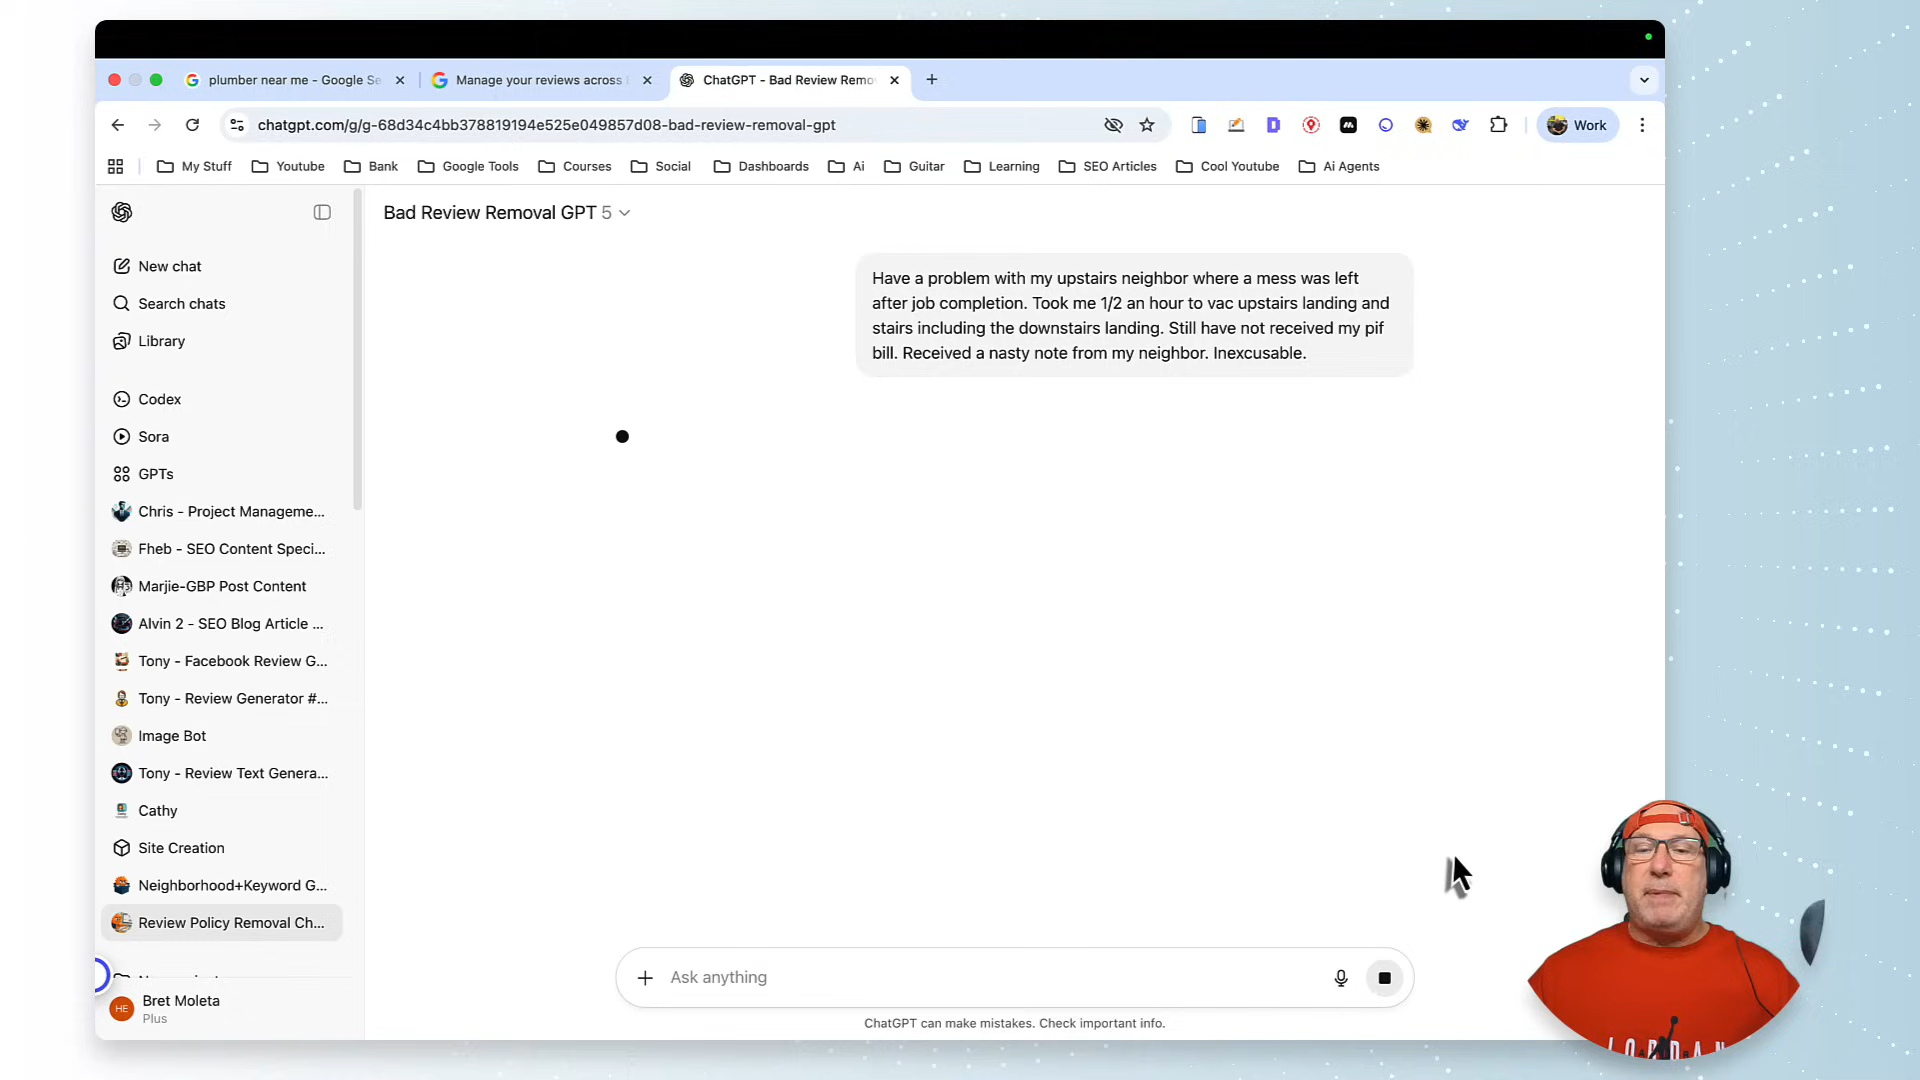 plumber near me - Google Se
Manage your reviews across
ChatGPT - Bad Review Remo
chatgpt.com/g/g-68d34c4bb378819194e525e049857d08-bad-review-removal-gpt
Work
My Stuff
Youtube
Bank
Google Tools
Courses
Social
Dashboards
Ai
Guitar
Learning
SEO Articles
Cool Youtube
Ai Agents
Bad Review Removal GPT 5
New chat
Search chats
Library
Codex
Sora
GPTs
Chris - Project Manageme...
Fheb - SEO Content Speci...
Marjie-GBP Post Content
Alvin 2 - SEO Blog Article ...
Tony - Facebook Review G...
Tony - Review Generator #...
Image Bot
Tony - Review Text Genera...
Cathy
Site Creation
Neighborhood+Keyword G...
Review Policy Removal Ch...
HE
Bret Moleta
Plus
Have a problem with my upstairs neighbor where a mess was left
after job completion. Took me 1/2 an hour to vac upstairs landing and
stairs including the downstairs landing. Still have not received my pif
bill. Received a nasty note from my neighbor. Inexcusable.
Ask anything
ChatGPT can make mistakes. Check important info.
JORDAN